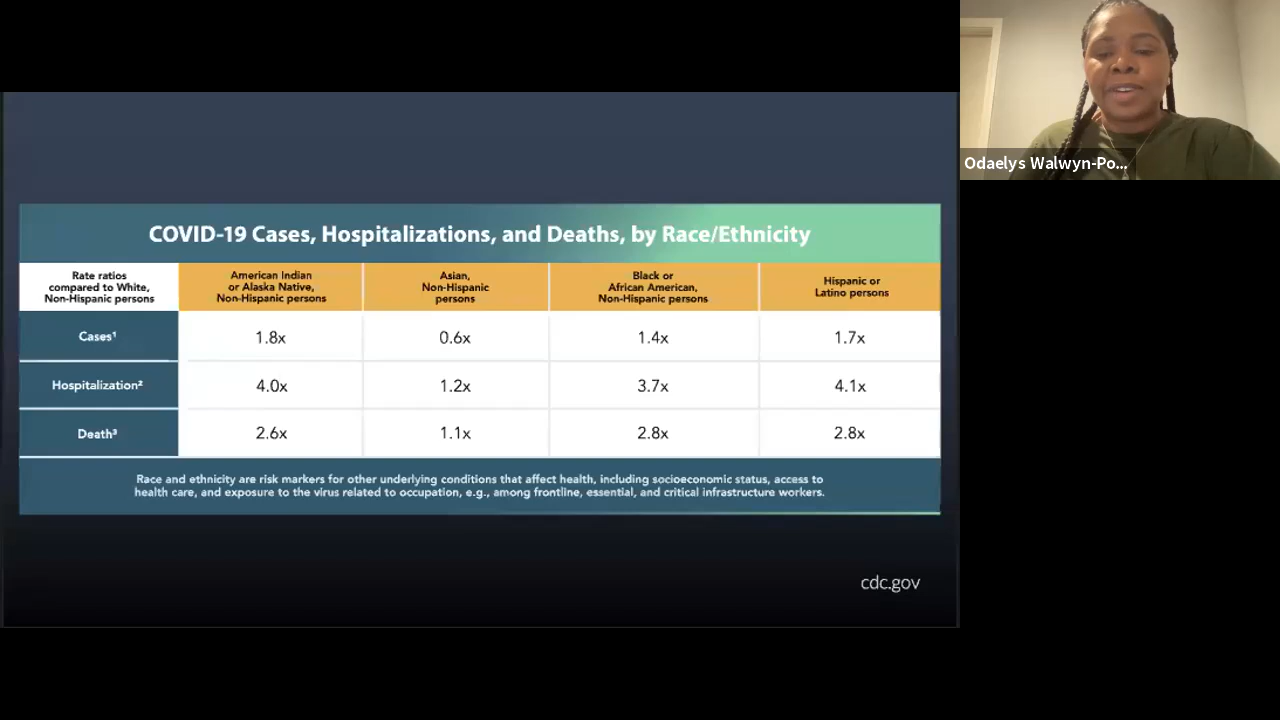 COVID-19 Cases, Hospitalizations, and Deaths, by Race/Ethnicity
Rate ratios
compared to White,
Non-Hispanic persons
American Indian
or Alaska Native,
Non-Hispanic persons
Asian,
Non-Hispanic
persons
Black or
African American,
Non-Hispanic persons
Hispanic or
Latino persons
Cases¹
1.8x
0.6x
1.4x
1.7x
Hospitalization²
4.0x
1.2x
3.7x
4.1x
Death³
2.6x
1.1x
2.8x
2.8x
Race and ethnicity are risk markers for other underlying conditions that affect health, including socioeconomic status, access to
health care, and exposure to the virus related to occupation, e.g., among frontline, essential, and critical infrastructure workers.
cdc.gov
Odaelys Walwyn-Po...